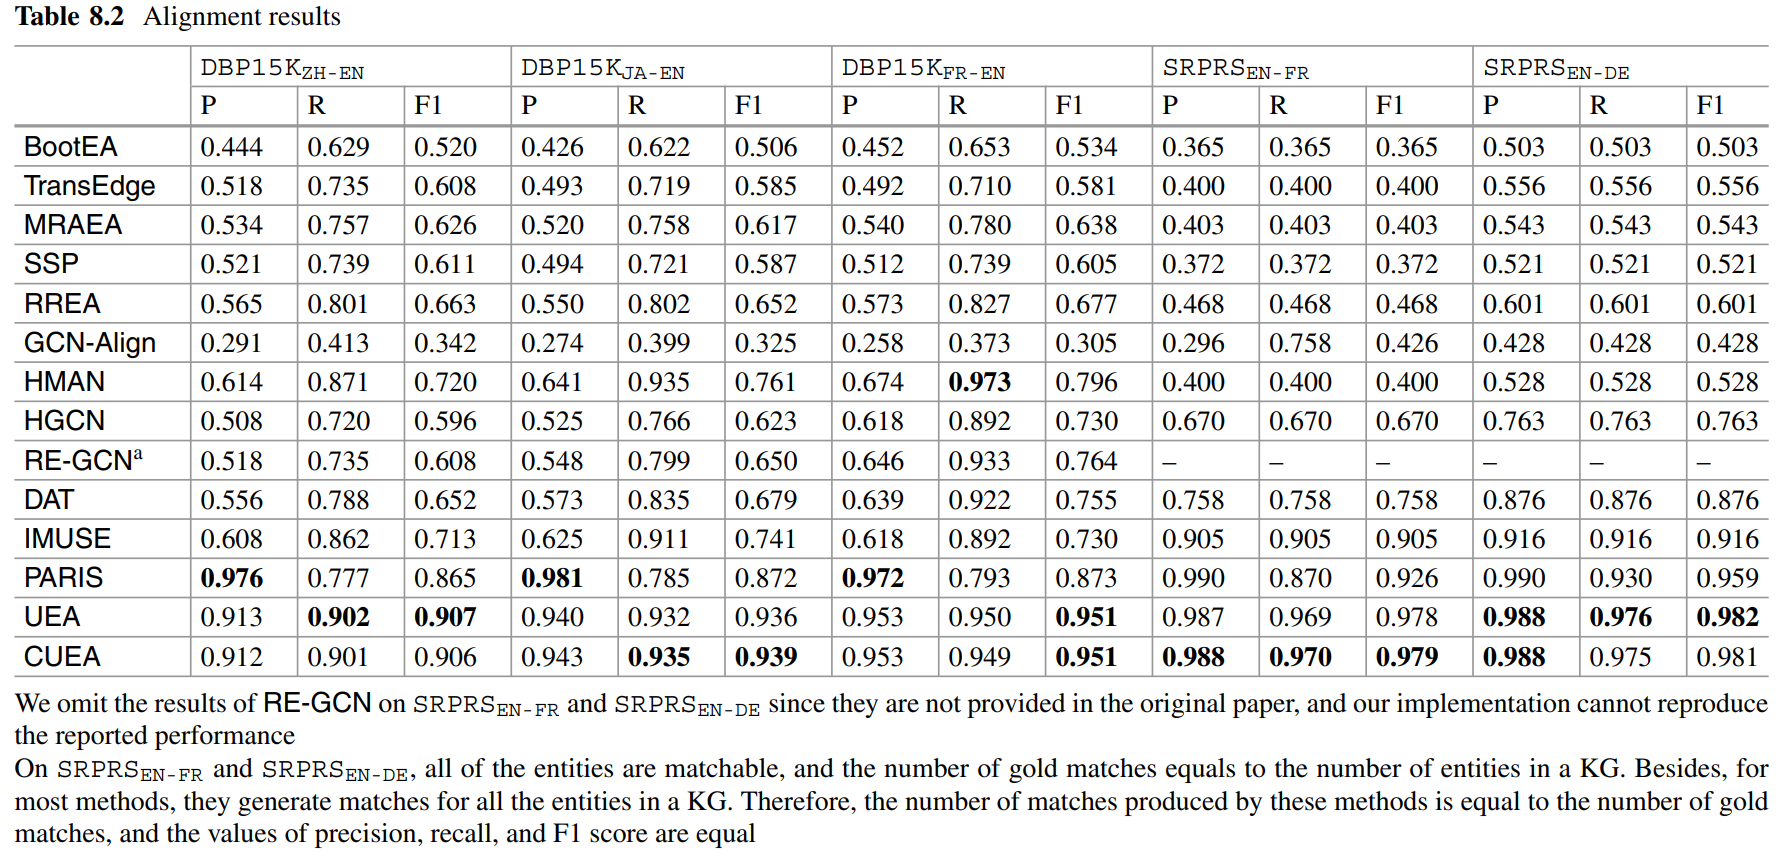 Table 8.2 Alignment results
DBP15KZH-EN DBP15KJA-EN DBP15KFR-EN SRPRSEN-FR SRPRSEN-DE
P R F1 P R F1 P R F1 P R F1 P R F1
BootEA 0.444 0.629 0.520 0.426 0.622 0.506 0.452 0.653 0.534 0.365 0.365 0.365 0.503 0.503 0.503
TransEdge 0.518 0.735 0.608 0.493 0.719 0.585 0.492 0.710 0.581 0.400 0.400 0.400 0.556 0.556 0.556
MRAEA 0.534 0.757 0.626 0.520 0.758 0.617 0.540 0.780 0.638 0.403 0.403 0.403 0.543 0.543 0.543
SSP 0.521 0.739 0.611 0.494 0.721 0.587 0.512 0.739 0.605 0.372 0.372 0.372 0.521 0.521 0.521
RREA 0.565 0.801 0.663 0.550 0.802 0.652 0.573 0.827 0.677 0.468 0.468 0.468 0.601 0.601 0.601
GCN-Align 0.291 0.413 0.342 0.274 0.399 0.325 0.258 0.373 0.305 0.296 0.758 0.426 0.428 0.428 0.428
HMAN 0.614 0.871 0.720 0.641 0.935 0.761 0.674 0.973 0.796 0.400 0.400 0.400 0.528 0.528 0.528
HGCN 0.508 0.720 0.596 0.525 0.766 0.623 0.618 0.892 0.730 0.670 0.670 0.670 0.763 0.763 0.763
RE-GCNa 0.518 0.735 0.608 0.548 0.799 0.650 0.646 0.933 0.764 – – – – – –
DAT 0.556 0.788 0.652 0.573 0.835 0.679 0.639 0.922 0.755 0.758 0.758 0.758 0.876 0.876 0.876
IMUSE 0.608 0.862 0.713 0.625 0.911 0.741 0.618 0.892 0.730 0.905 0.905 0.905 0.916 0.916 0.916
PARIS 0.976 0.777 0.865 0.981 0.785 0.872 0.972 0.793 0.873 0.990 0.870 0.926 0.990 0.930 0.959
UEA 0.913 0.902 0.907 0.940 0.932 0.936 0.953 0.950 0.951 0.987 0.969 0.978 0.988 0.976 0.982
CUEA 0.912 0.901 0.906 0.943 0.935 0.939 0.953 0.949 0.951 0.988 0.970 0.979 0.988 0.975 0.981
We omit the results of RE-GCN on SRPRSEN-FR and SRPRSEN-DE since they are not provided in the original paper, and our implementation cannot reproduce
the reported performance
On SRPRSEN-FR and SRPRSEN-DE, all of the entities are matchable, and the number of gold matches equals to the number of entities in a KG. Besides, for
most methods, they generate matches for all the entities in a KG. Therefore, the number of matches produced by these methods is equal to the number of gold
matches, and the values of precision, recall, and F1 score are equal